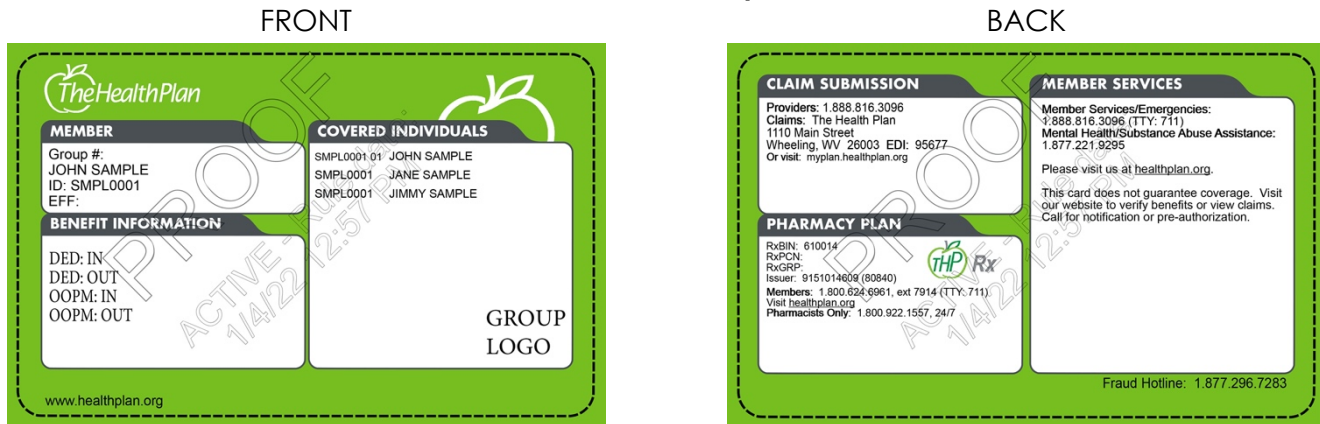 FRONT
TheHealthPlan
MEMBER
Group #:
JOHN SAMPLE
ID: SMPL0001
EFF:
BENEFIT INFORMATION
DED: IN
DED: OUT
OOPM: IN
OOPM: OUT
COVERED INDIVIDUALS
SMPL0001 01 JOHN SAMPLE
SMPL0001 JANE SAMPLE
SMPL0001 JIMMY SAMPLE
GROUP
LOGO
www.healthplan.org
PROOF
ACTIVE - Rule date:
1/4/22 12:57 PM
BACK
CLAIM SUBMISSION
Providers: 1.888.816.3096
Claims: The Health Plan
1110 Main Street
Wheeling, WV 26003 EDI: 95677
Or visit: myplan.healthplan.org
PHARMACY PLAN
RxBIN: 610014
RxPCN:
RxGRP:
Issuer: 9151014609 (80840)
THP Rx
Members: 1.800.624.6961, ext 7914 (TTY: 711)
Visit healthplan.org
Pharmacists Only: 1.800.922.1557, 24/7
MEMBER SERVICES
Member Services/Emergencies:
1.888.816.3096 (TTY: 711)
Mental Health/Substance Abuse Assistance:
1.877.221.9295
Please visit us at healthplan.org.
This card does not guarantee coverage. Visit
our website to verify benefits or view claims.
Call for notification or pre-authorization.
Fraud Hotline: 1.877.296.7283
PROOF
ACTIVE - Rule date:
1/4/22 12:57 PM